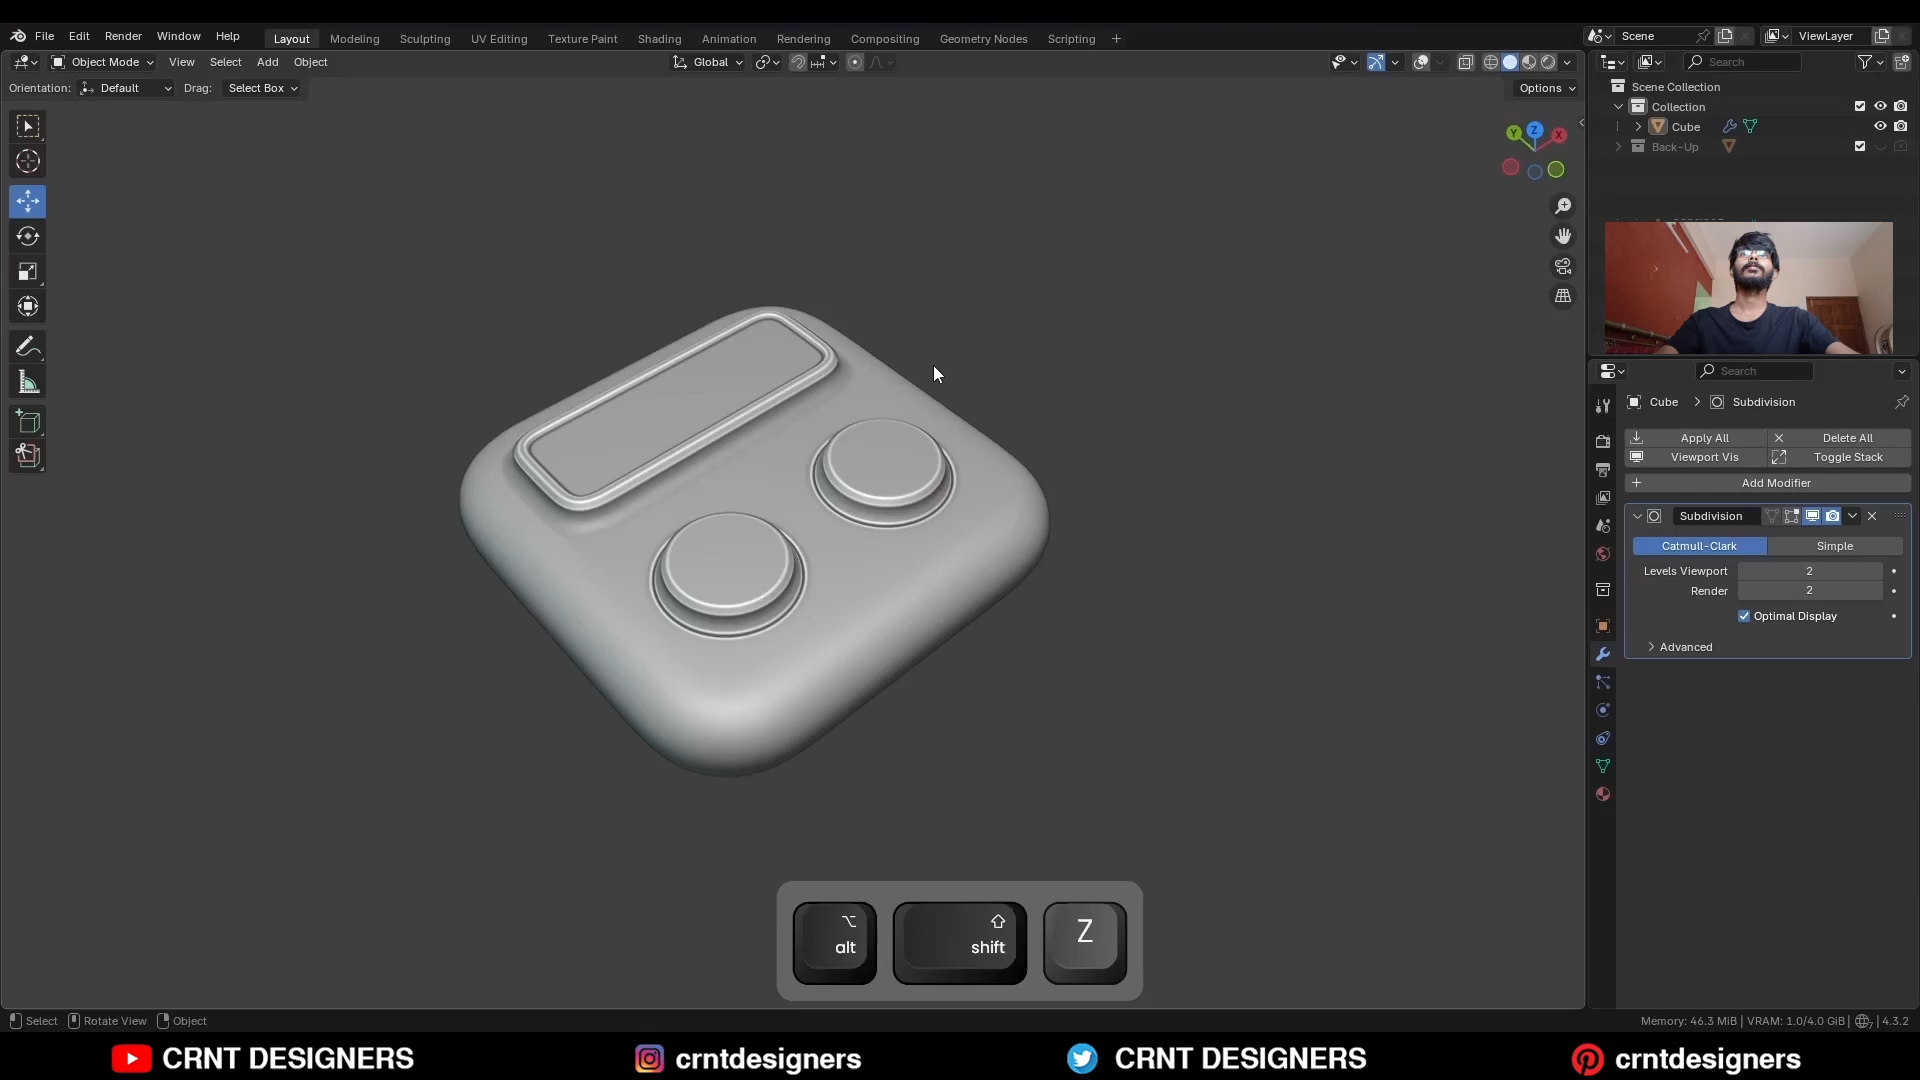 File Edit Render Window Help Layout Modeling Sculpting UV Editing Texture Paint Shading Animation Rendering Compositing Geometry Nodes Scripting + Scene ViewLayer
Object Mode View Select Add Object Global Search
Orientation: Default Drag: Select Box Options
Scene Collection
Collection
Cube
Back-Up
Y Z X
Search
Cube > Subdivision
Apply All Delete All
Viewport Vis Toggle Stack
+ Add Modifier
Subdivision
Catmull-Clark Simple
Levels Viewport 2
Render 2
Optimal Display
Advanced
alt shift Z
Select Rotate View Object Memory: 46.3 MiB | VRAM: 1.0/4.0 GiB | 4.3.2
CRNT DESIGNERS crntdesigners CRNT DESIGNERS crntdesigners